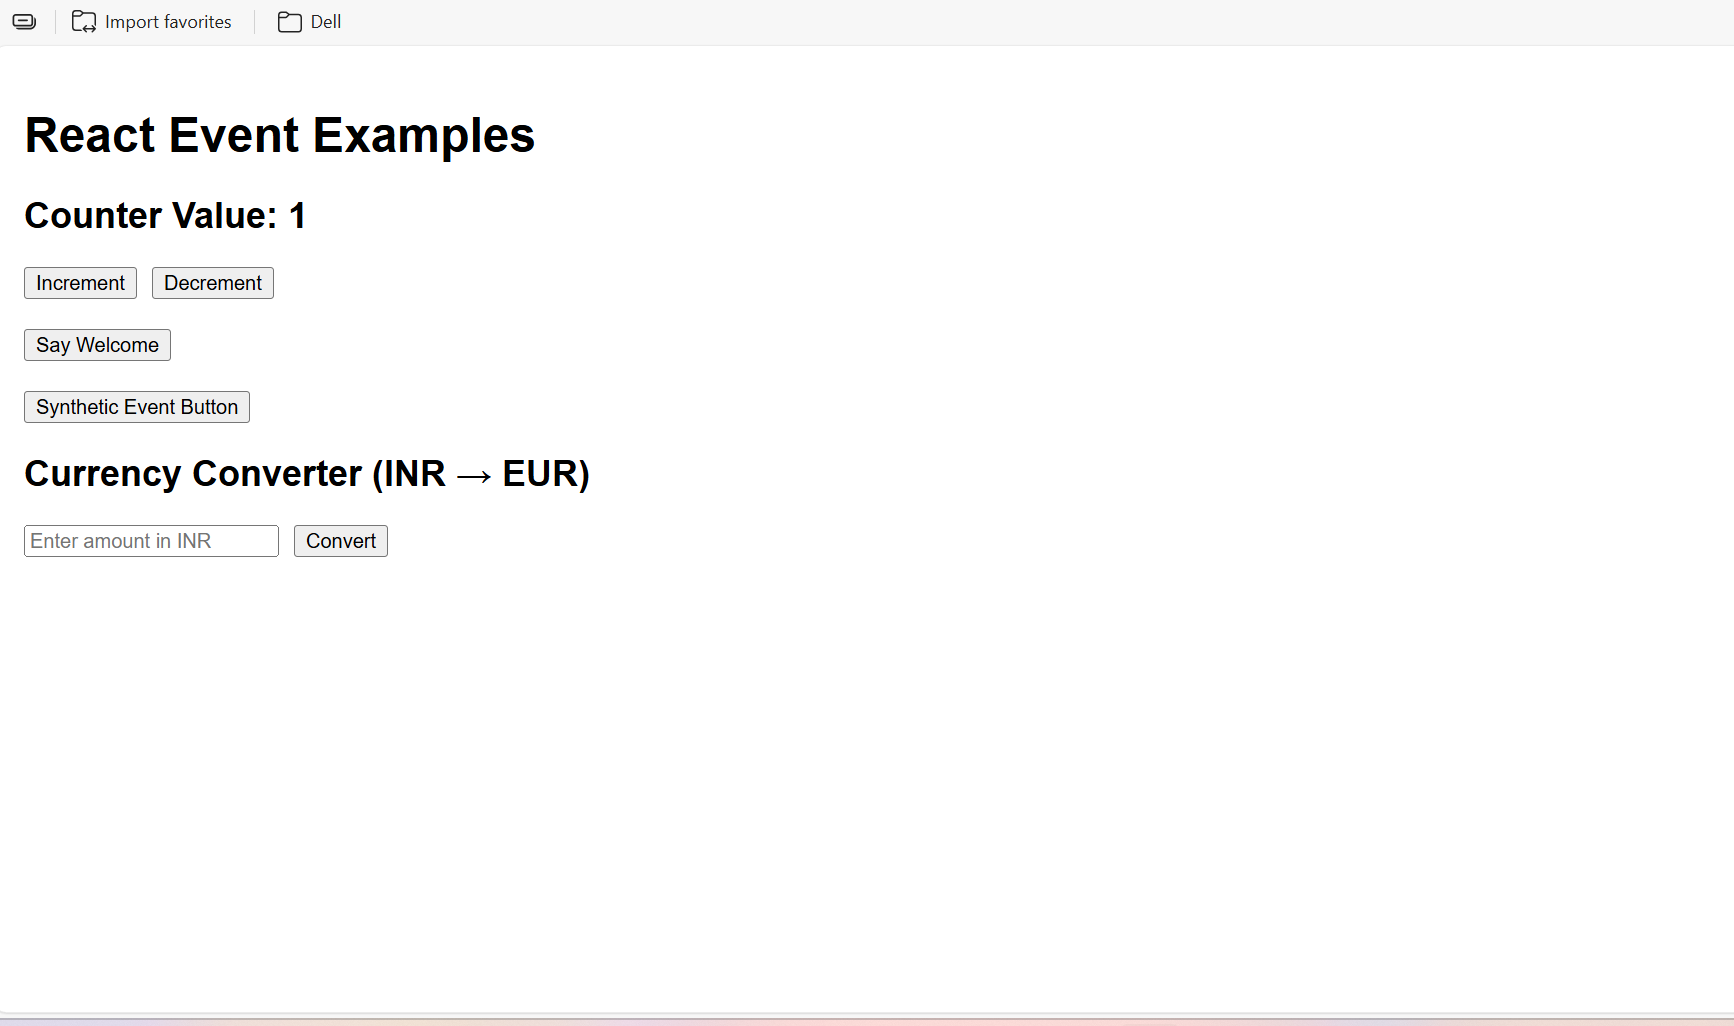 Import favorites Dell
React Event Examples
Counter Value: 1
Increment Decrement
Say Welcome
Synthetic Event Button
Currency Converter (INR → EUR)
Enter amount in INR Convert